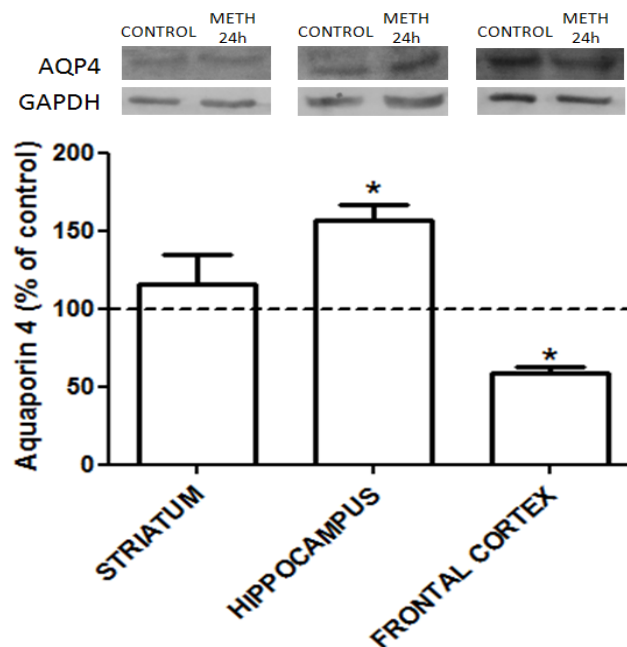 CONTROL METH 24h CONTROL METH 24h CONTROL METH 24h
AQP4
GAPDH
Aquaporin 4 (% of control)
200
*
150
100
*
50
0
STRIATUM
HIPPOCAMPUS
FRONTAL CORTEX